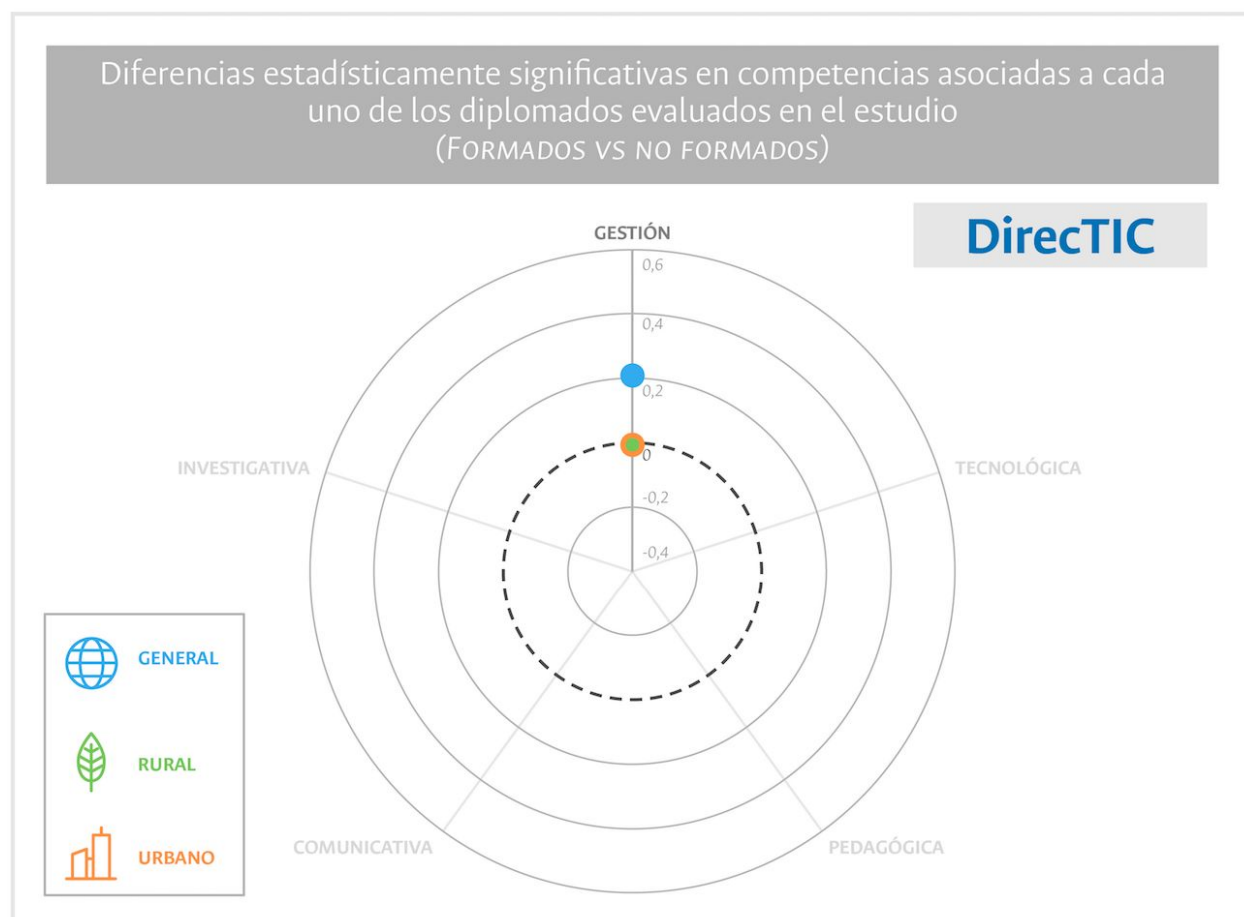 Diferencias estadísticamente significativas en competencias asociadas a cada
uno de los diplomados evaluados en el estudio
(FORMADOS VS NO FORMADOS)
DirecTIC
GESTIÓN
0,6
0,4
0,2
0
-0,2
-0,4
INVESTIGATIVA
TECNOLÓGICA
COMUNICATIVA
PEDAGÓGICA
GENERAL
RURAL
URBANO